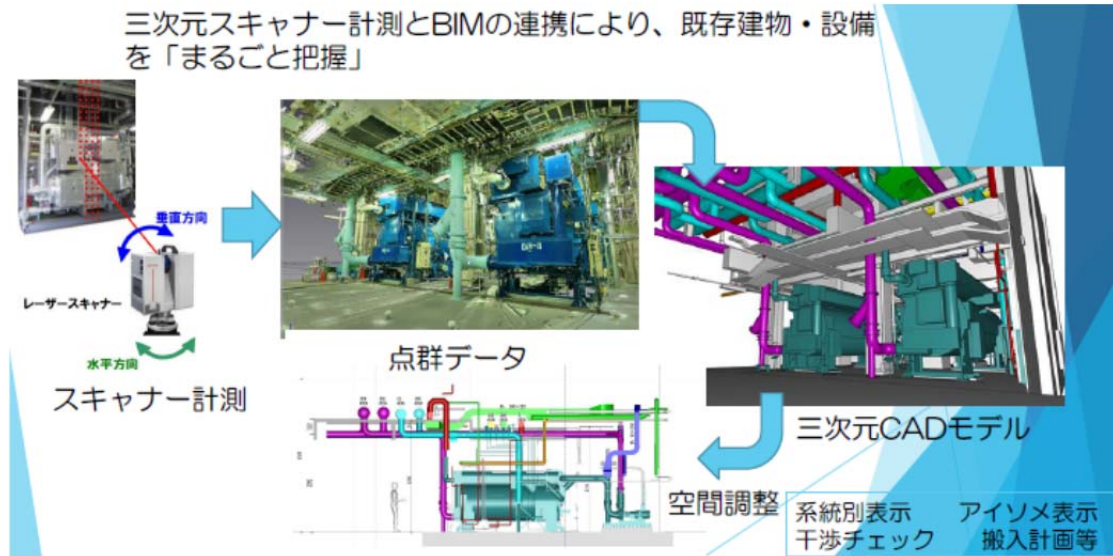 三次元スキャナー計測とBIMの連携により、既存建物・設備
を「まるごと把握」
垂直方向
レーザースキャナー
水平方向
スキャナー計測
点群データ
三次元CADモデル
空間調整
系統別表示 アイソメ表示
干渉チェック 搬入計画等